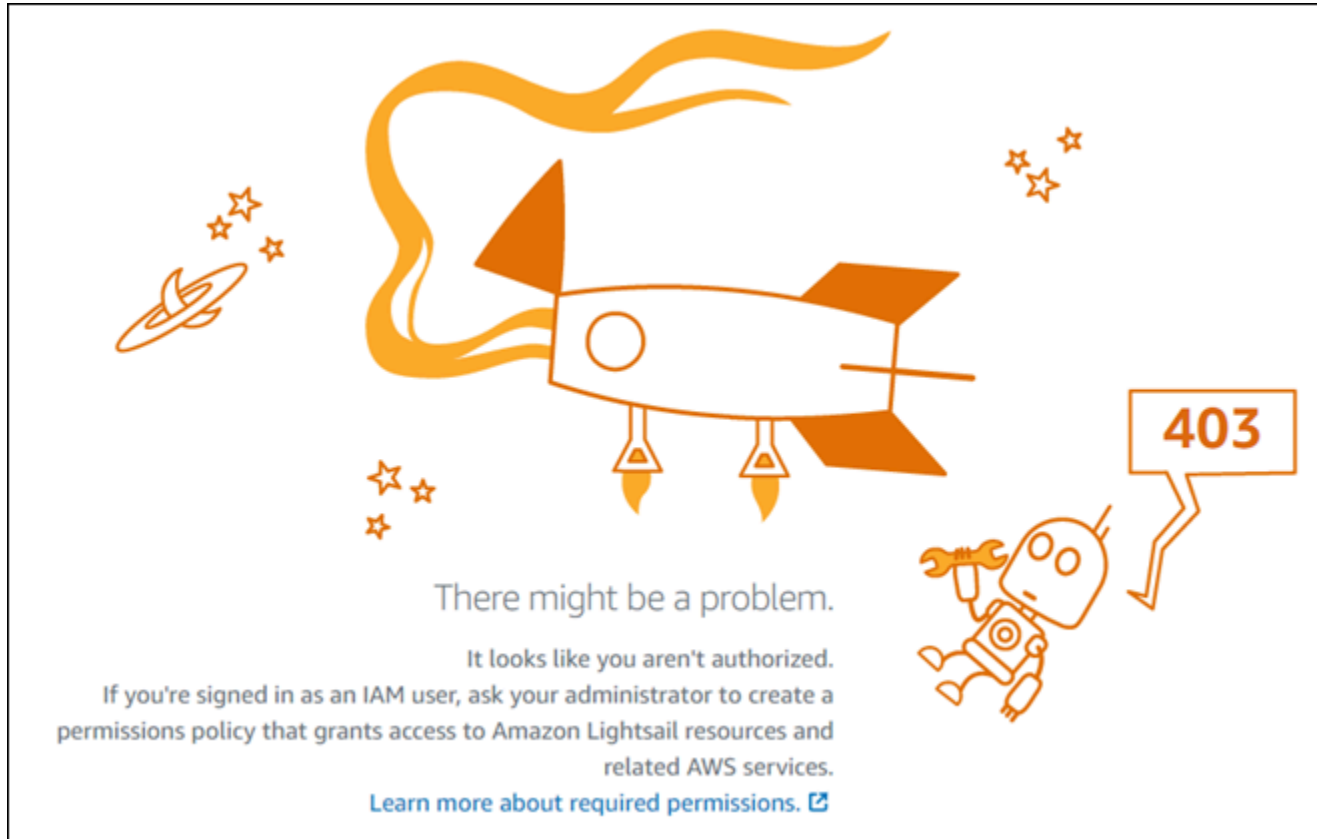 403
There might be a problem.
It looks like you aren't authorized.
If you're signed in as an IAM user, ask your administrator to create a
permissions policy that grants access to Amazon Lightsail resources and
related AWS services.
Learn more about required permissions.